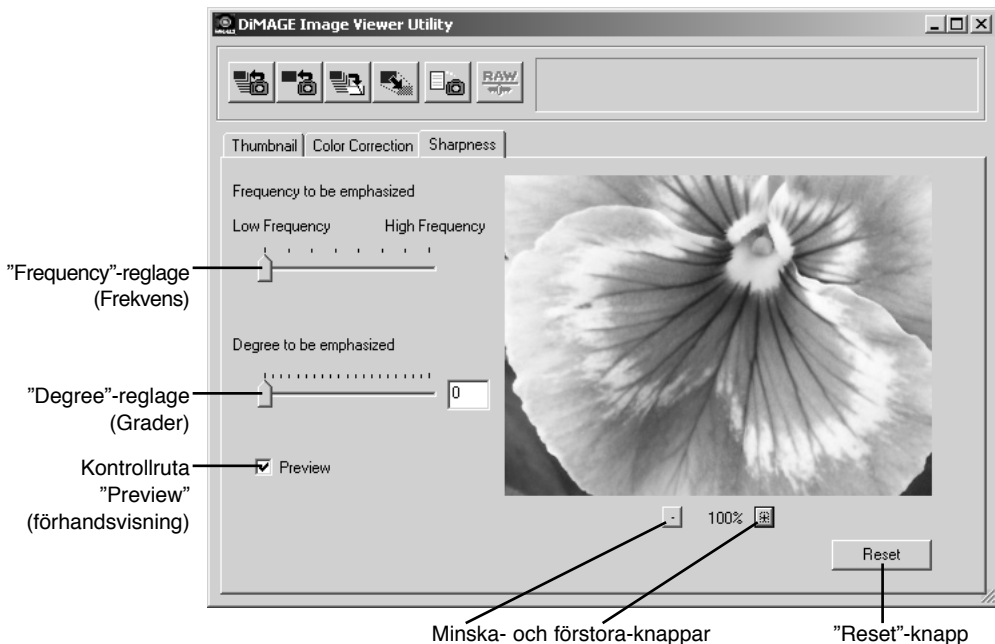 DiMAGE Image Viewer Utility
RAW
Thumbnail
Color Correction
Sharpness
Frequency to be emphasized
Low Frequency
High Frequency
”Frequency”-reglage
(Frekvens)
Degree to be emphasized
”Degree”-reglage
(Grader)
0
Kontrollruta
”Preview”
(förhandsvisning)
Preview
- 100% +
Reset
Minska- och förstora-knappar
”Reset”-knapp